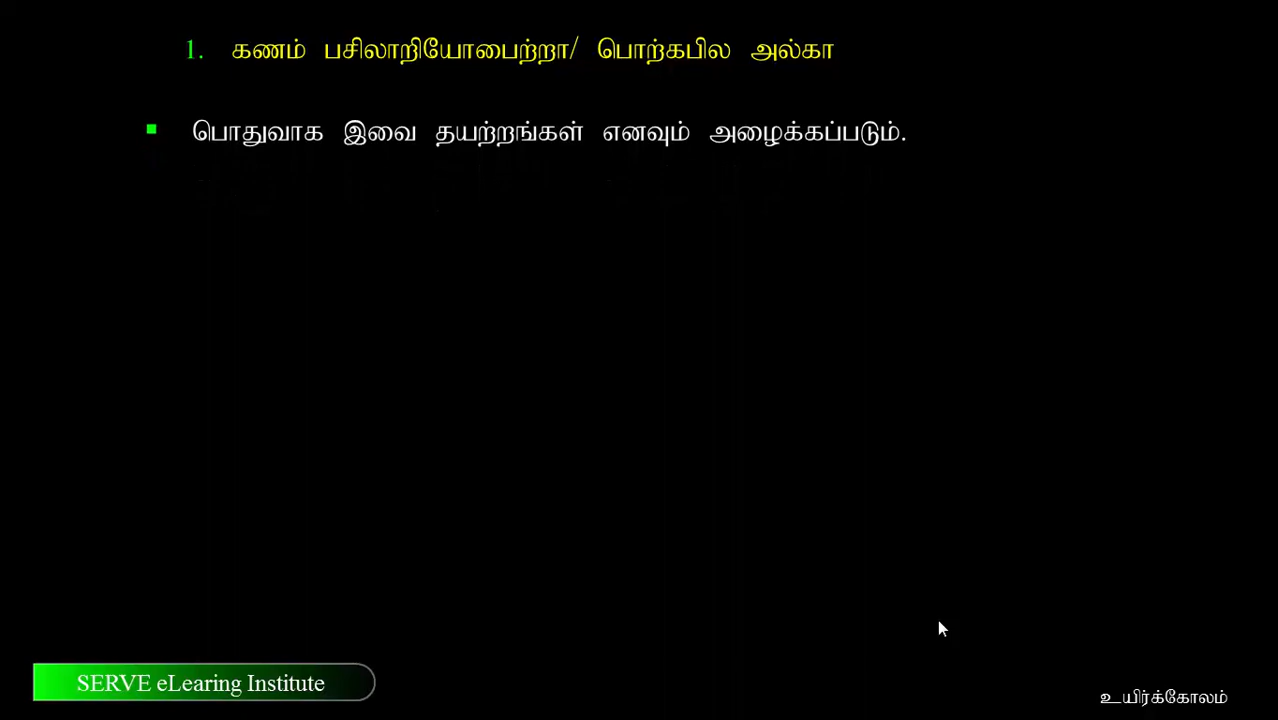 1. கணம் பசிலாறியோபைற்றா/ பொற்கபில அல்கா
▪ பொதுவாக இவை தயற்றங்கள் எனவும் அழைக்கப்படும்.
SERVE eLearing Institute
உயிர்க்கோலம்